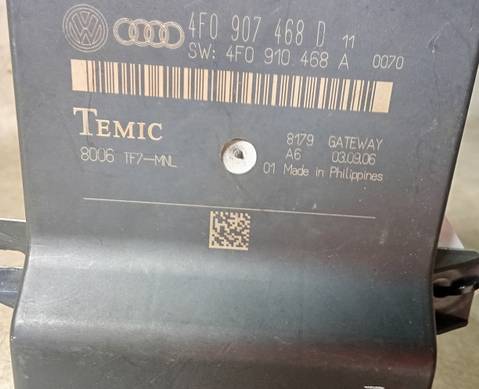 4F0 907 468 D 11
SW: 4F0 910 468 A 0070
TEMIC
8179 GATEWAY
8006 TF7-MNL
A6 03.09.06
01 Made in Philippines